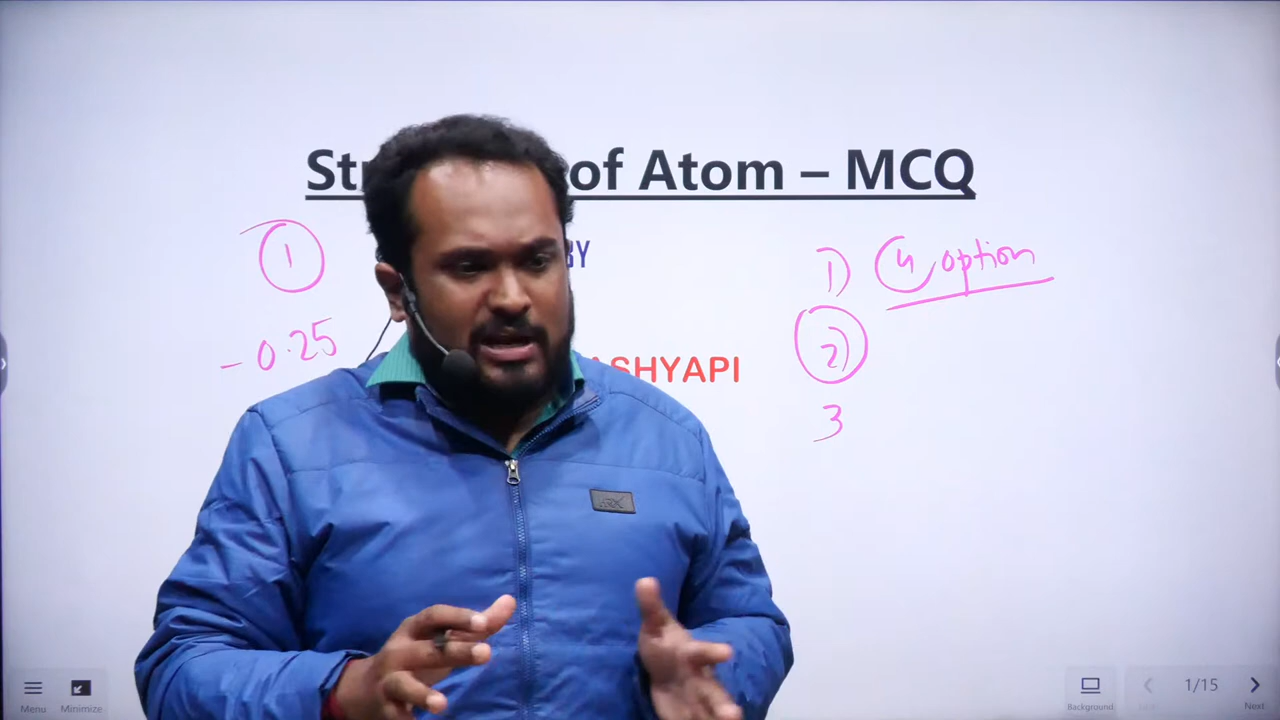 St of Atom – MCQ
1
BY
1) 4 option
- 0.25
2)
ASHYAPI
3
Menu
Minimize
Background
1/15
Next